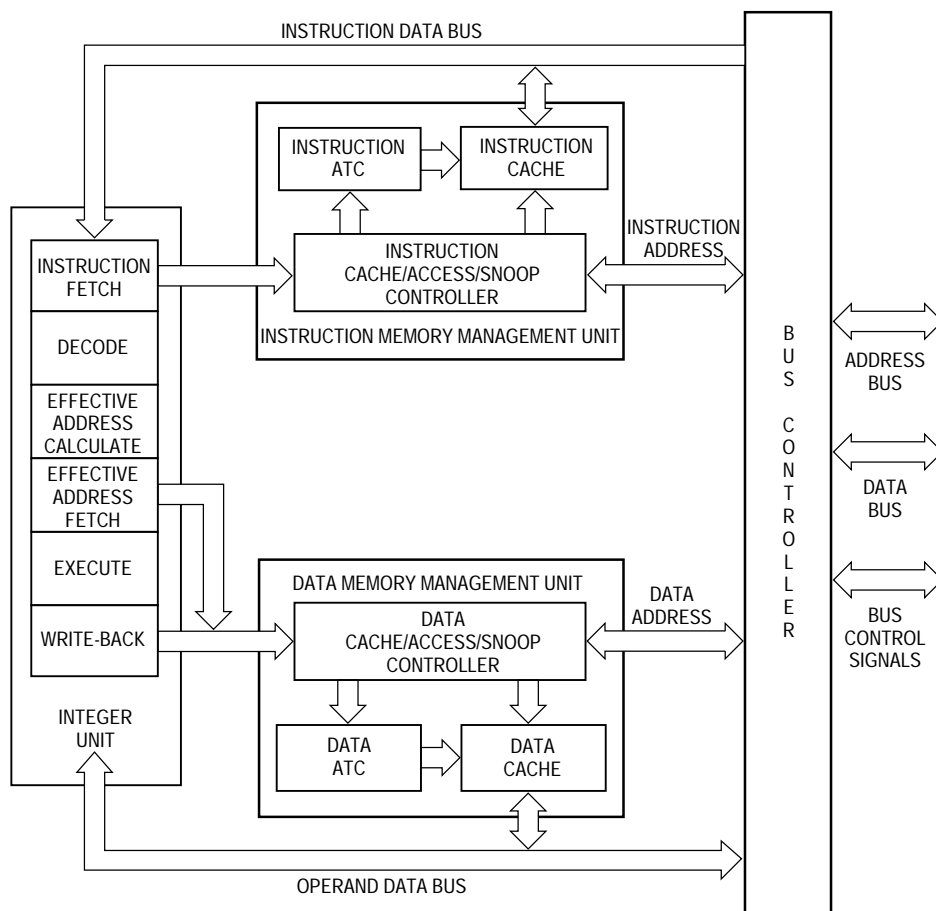 INSTRUCTION DATA BUS
INSTRUCTION
ATC
INSTRUCTION
CACHE
INSTRUCTION
CACHE/ACCESS/SNOOP
CONTROLLER
INSTRUCTION MEMORY MANAGEMENT UNIT
INSTRUCTION
ADDRESS
INSTRUCTION
FETCH
DECODE
EFFECTIVE
ADDRESS
CALCULATE
EFFECTIVE
ADDRESS
FETCH
EXECUTE
WRITE-BACK
INTEGER
UNIT
DATA MEMORY MANAGEMENT UNIT
DATA
CACHE/ACCESS/SNOOP
CONTROLLER
DATA
ATC
DATA
CACHE
DATA
ADDRESS
OPERAND DATA BUS
BUS CONTROLLER
ADDRESS
BUS
DATA
BUS
BUS
CONTROL
SIGNALS